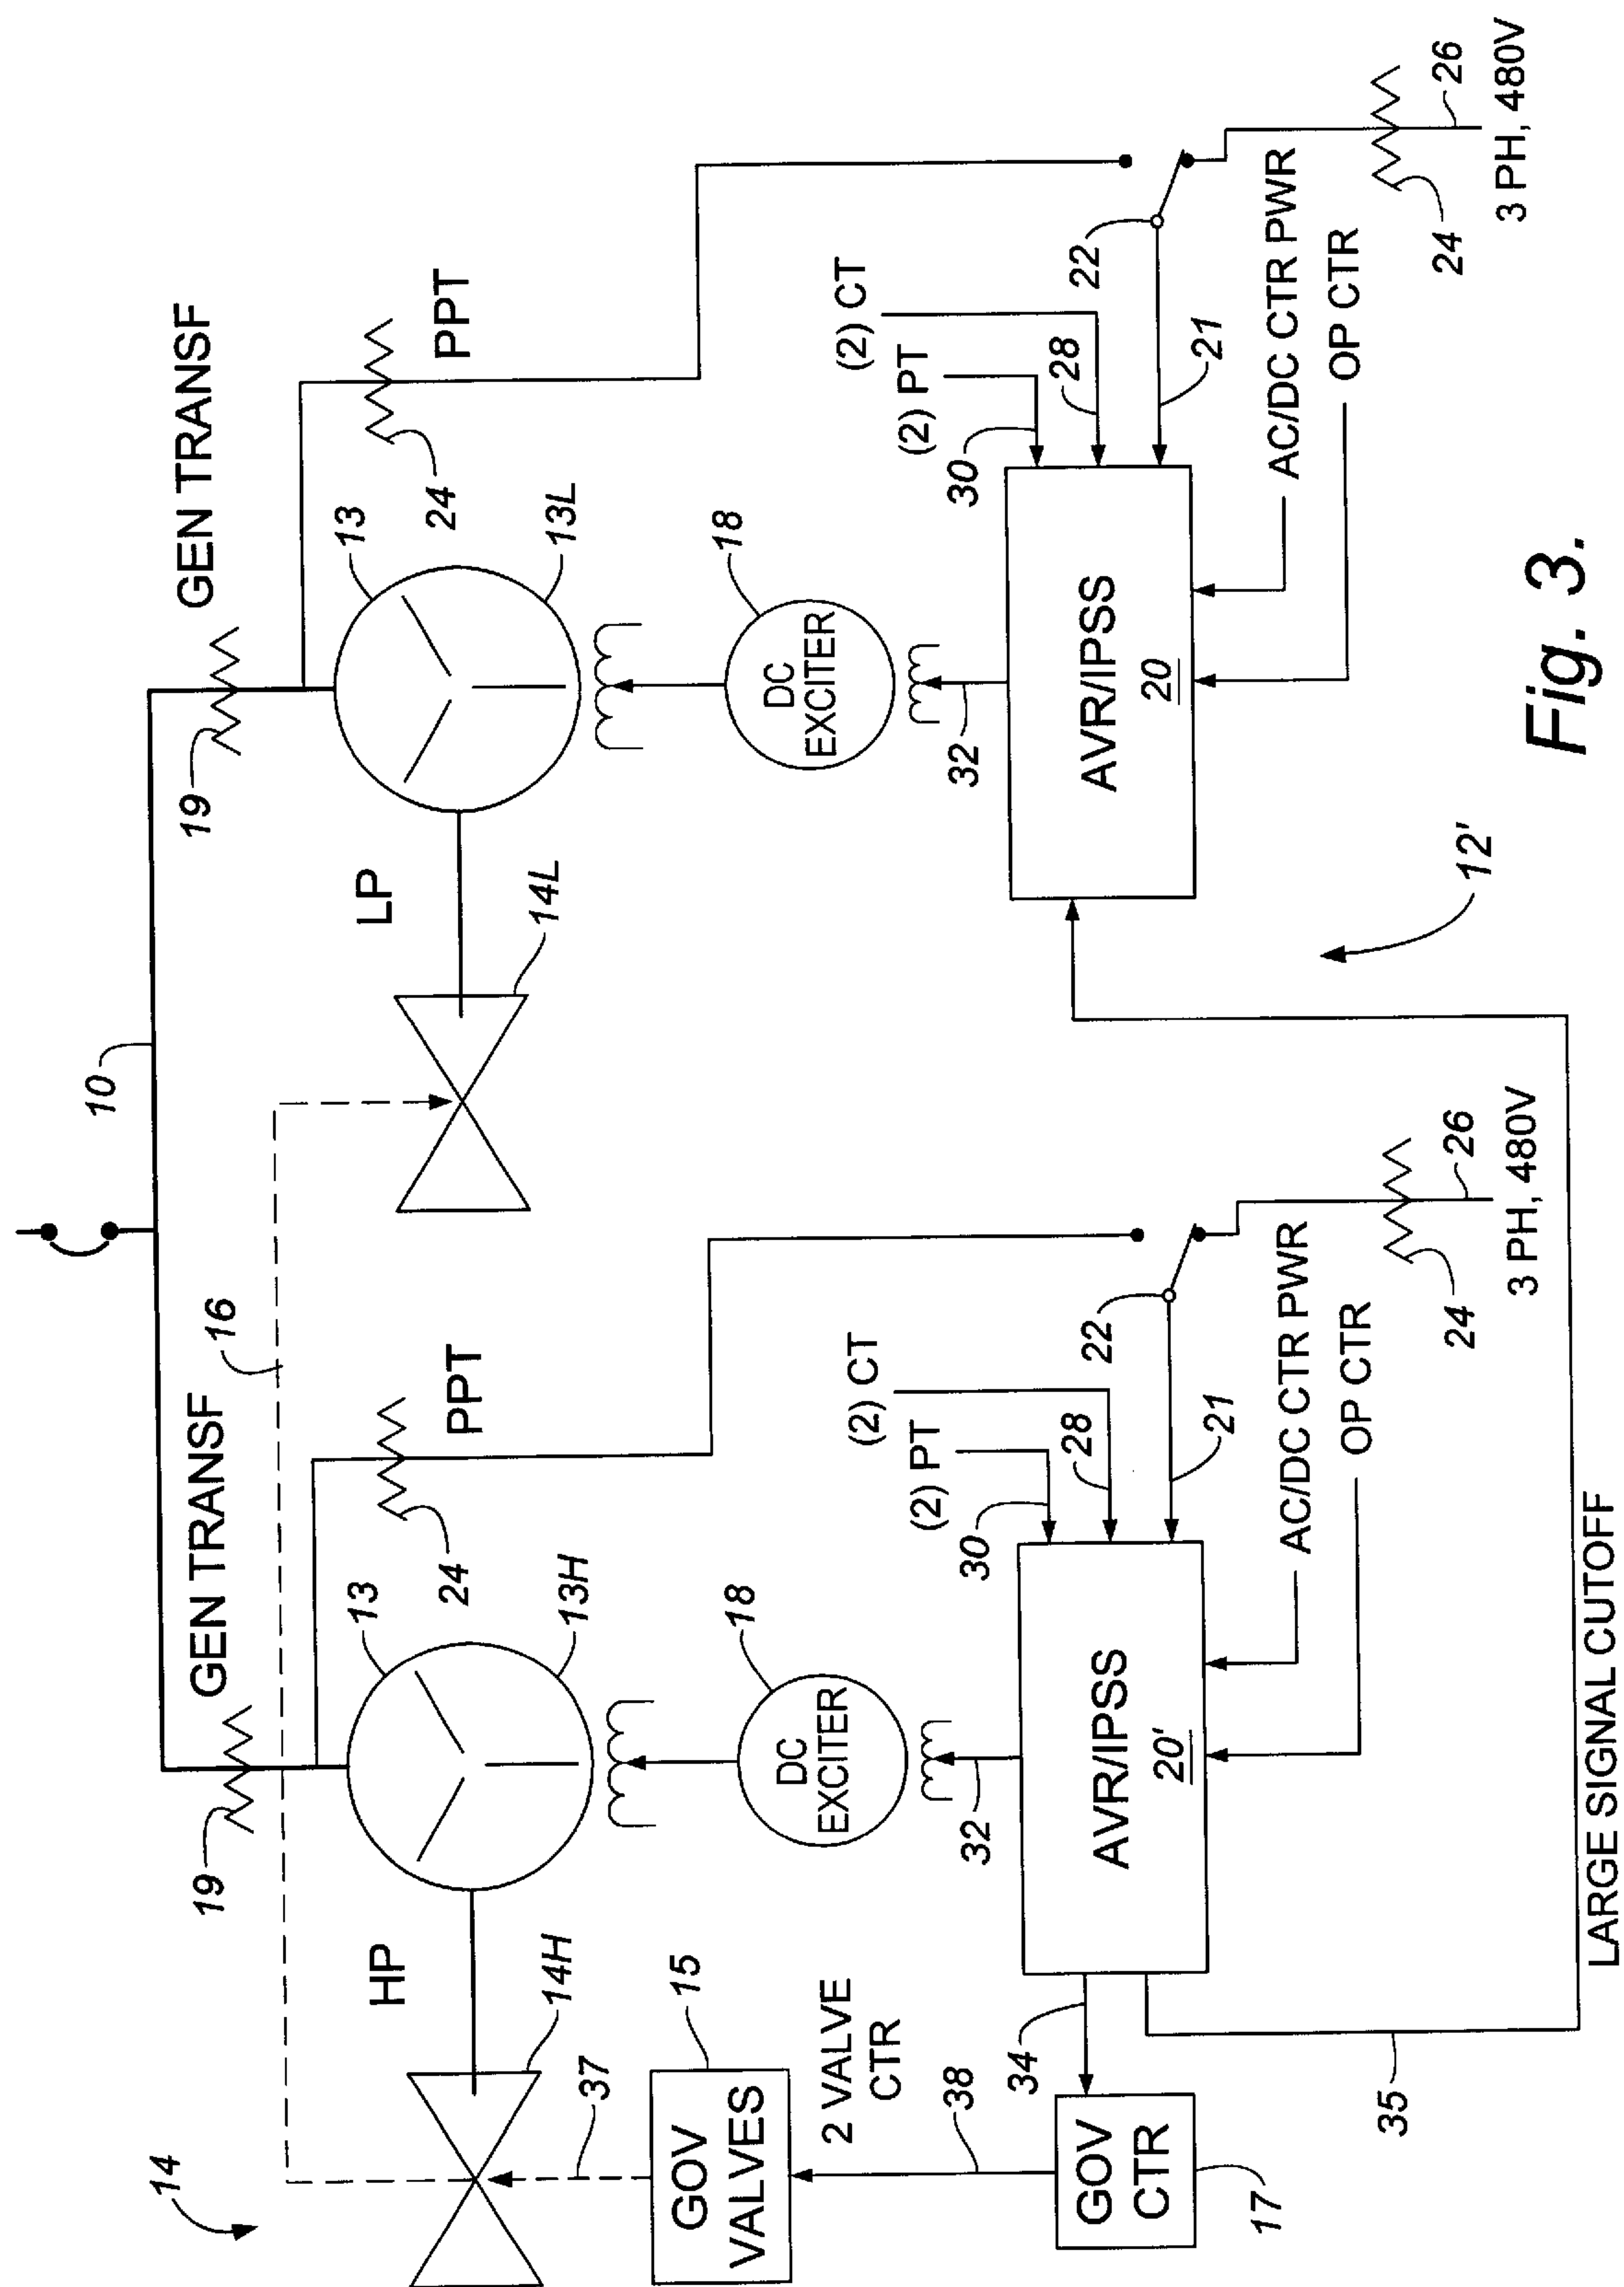 10
GEN TRANSF
19
16
GEN TRANSF
19
14
HP
14H
13
13H
PPT
24
LP
14L
13
13L
PPT
24
37
GOV
VALVES
15
2 VALVE
CTR
38
GOV
CTR
17
34
35
18
DC
EXCITER
32
AVR/IPSS
20'
(2) PT
30
(2) CT
28
22
21
AC/DC CTR PWR
OP CTR
24
26
3 PH, 480V
18
DC
EXCITER
32
AVR/IPSS
20
(2) PT
30
(2) CT
28
22
21
AC/DC CTR PWR
OP CTR
24
26
3 PH, 480V
LARGE SIGNAL CUTOFF
12'
Fig. 3.